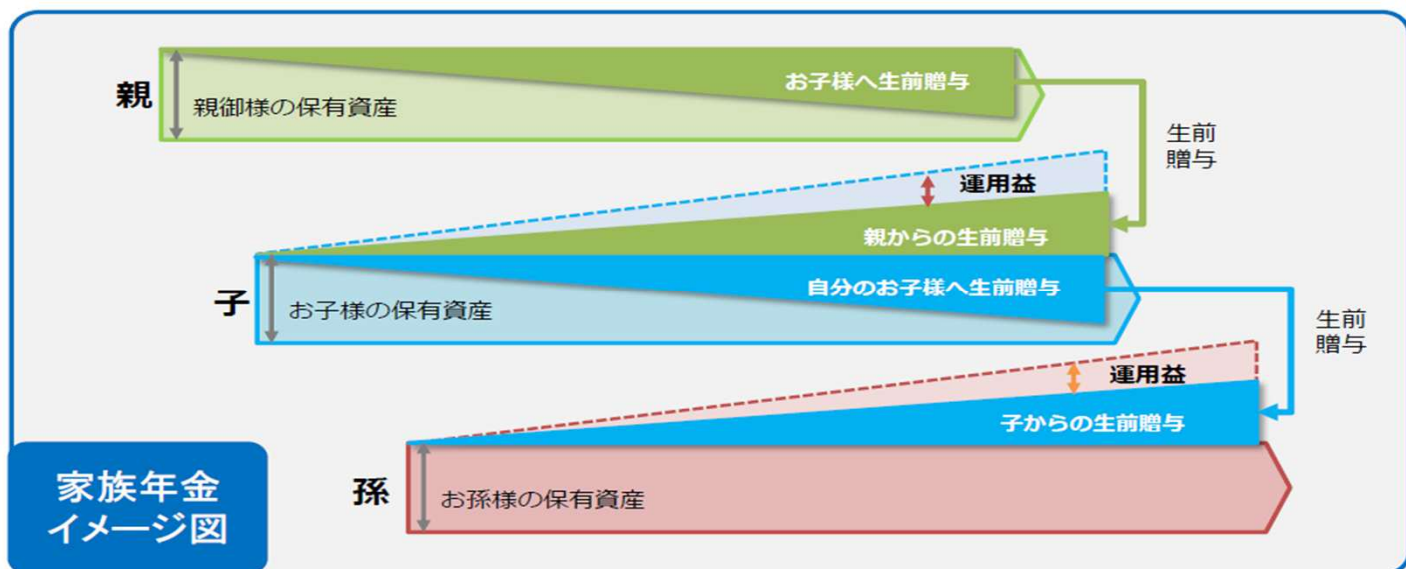 親
親御様の保有資産
お子様へ生前贈与
生前
贈与
運用益
親からの生前贈与
子
お子様の保有資産
自分のお子様へ生前贈与
生前
贈与
運用益
子からの生前贈与
孫
お孫様の保有資産
家族年金
イメージ図